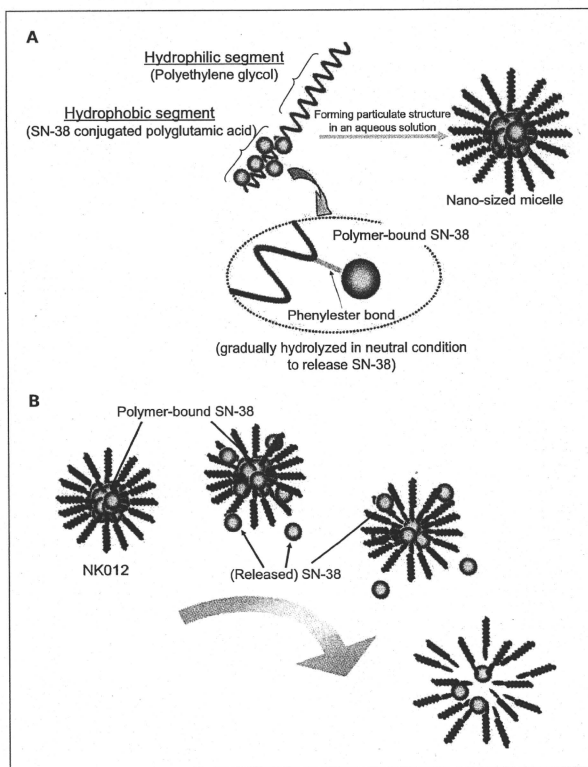 A
Hydrophilic segment
(Polyethylene glycol)
Hydrophobic segment
(SN-38 conjugated polyglutamic acid)
Forming particulate structure
in an aqueous solution
Nano-sized micelle
Polymer-bound SN-38
Phenylester bond
(gradually hydrolyzed in neutral condition
to release SN-38)
B
Polymer-bound SN-38
NK012
(Released) SN-38